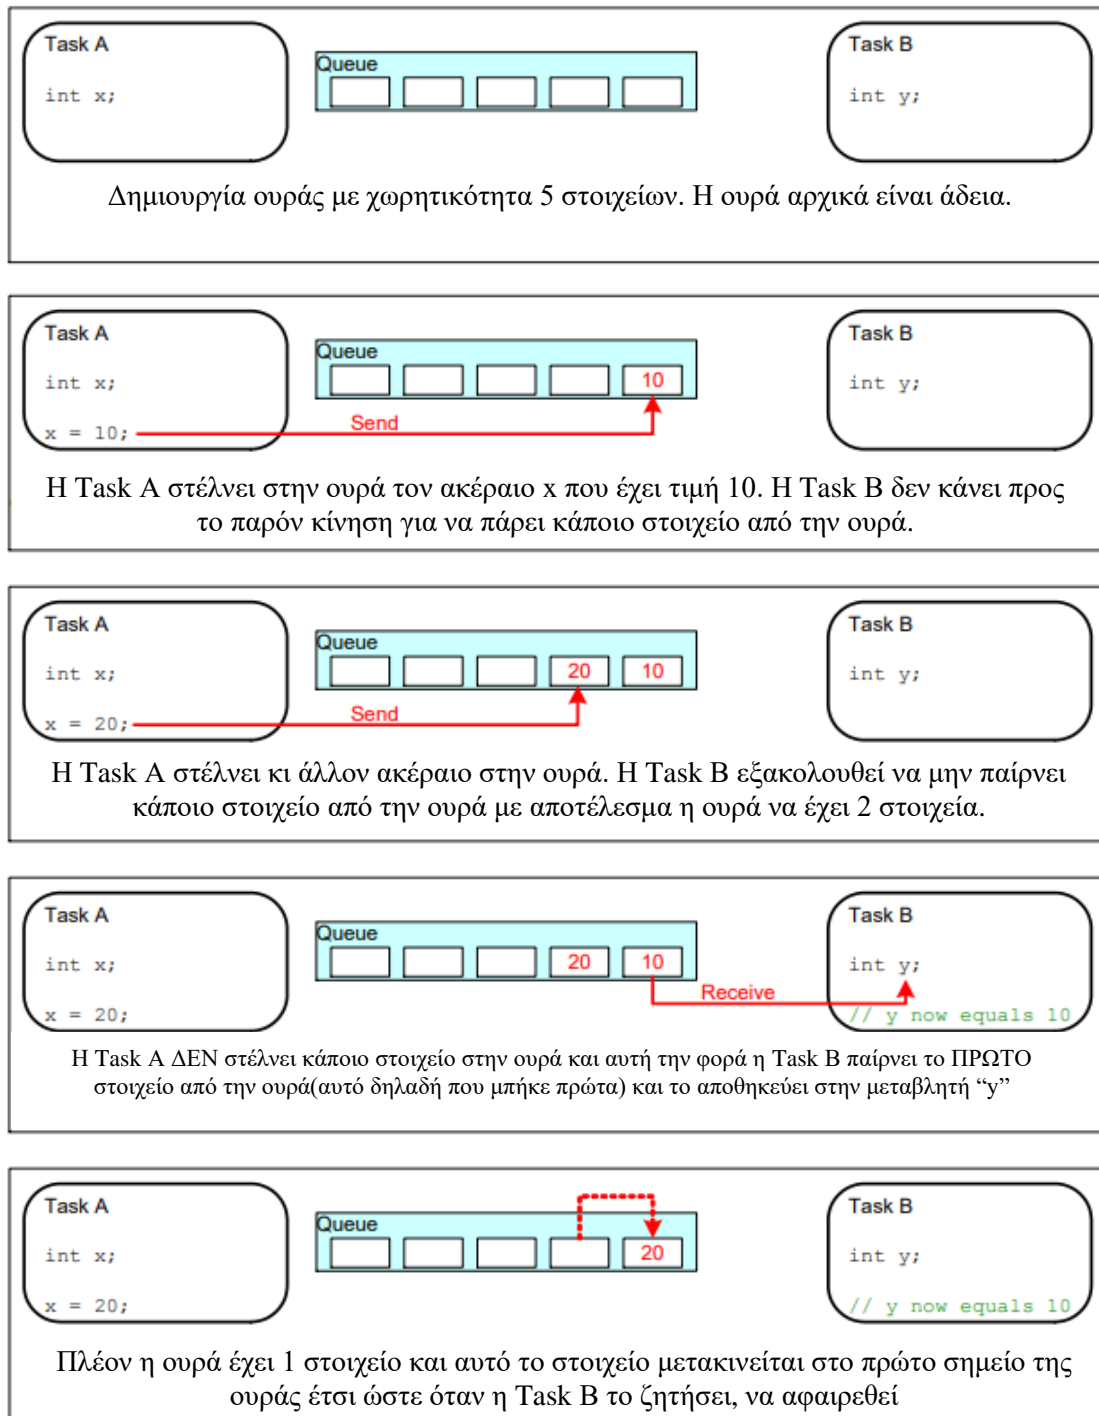 Task A
Task B
Queue
int x;
int y;
Δημιουργία ουράς με χωρητικότητα 5 στοιχείων. Η ουρά αρχικά είναι άδεια.
Task A
Task B
Queue
int x;
10
int y;
Send
x = 10;
Η Task A στέλνει στην ουρά τον ακέραιο x που έχει τιμή 10. Η Task B δεν κάνει προς
το παρόν κίνηση για να πάρει κάποιο στοιχείο από την ουρά.
Task A
Task B
Queue
int x;
20 10
int y;
Send
x = 20;
Η Task A στέλνει κι άλλον ακέραιο στην ουρά. Η Task B εξακολουθεί να μην παίρνει
κάποιο στοιχείο από την ουρά με αποτέλεσμα η ουρά να έχει 2 στοιχεία.
Task A
Task B
Queue
int x;
20 10
int y;
Receive
x = 20;
// y now equals 10
Η Task A ΔΕΝ στέλνει κάποιο στοιχείο στην ουρά και αυτή την φορά η Task B παίρνει το ΠΡΩΤΟ
στοιχείο από την ουρά(αυτό δηλαδή που μπήκε πρώτα) και το αποθηκεύει στην μεταβλητή “y”
Task A
Task B
Queue
int x;
20
int y;
x = 20;
// y now equals 10
Πλέον η ουρά έχει 1 στοιχείο και αυτό το στοιχείο μετακινείται στο πρώτο σημείο της
ουράς έτσι ώστε όταν η Task B το ζητήσει, να αφαιρεθεί